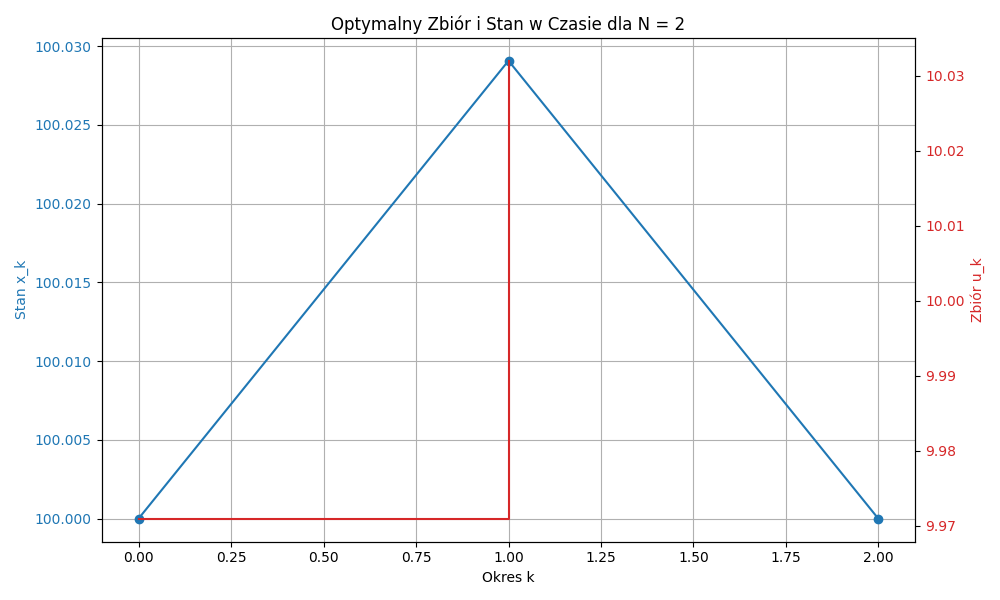 Optymalny Zbiór i Stan w Czasie dla N = 2
Stan x_k
100.030
100.025
100.020
100.015
100.010
100.005
100.000
10.03
10.02
10.01
10.00
9.99
9.98
9.97
Zbiór u_k
0.00 0.25 0.50 0.75 1.00 1.25 1.50 1.75 2.00
Okres k